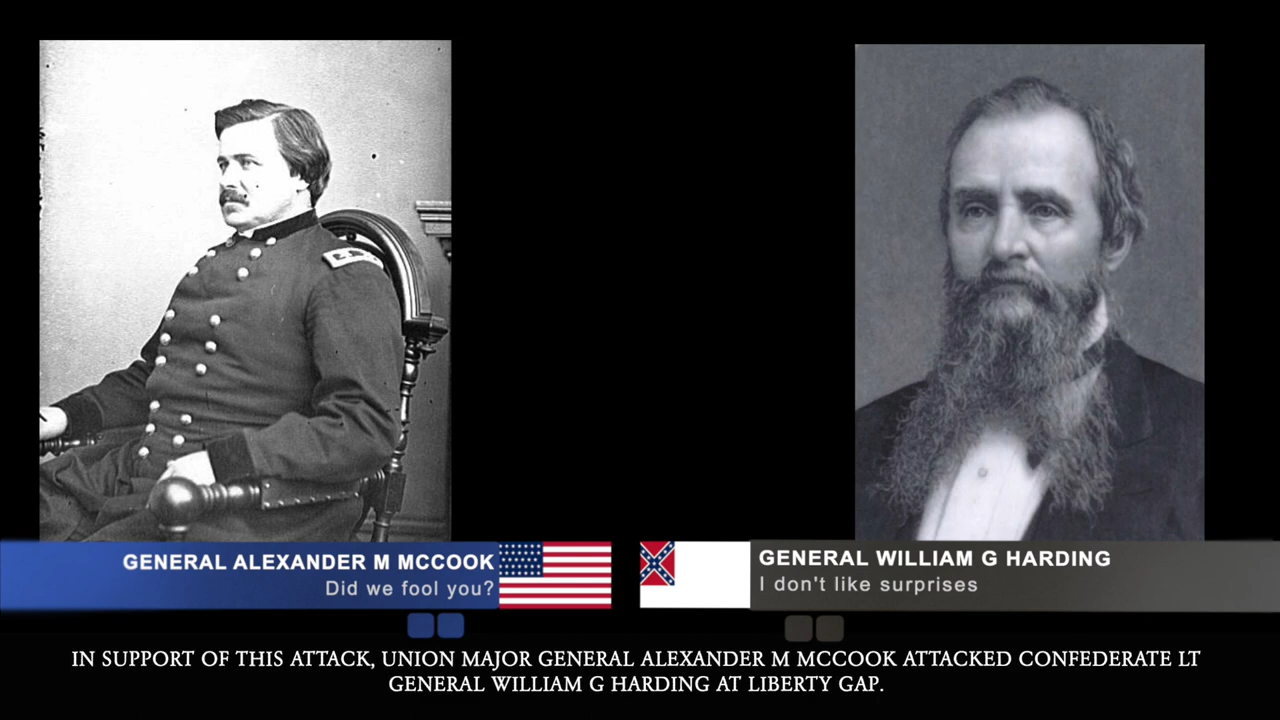 GENERAL ALEXANDER M MCCOOK
Did we fool you?
GENERAL WILLIAM G HARDING
I don't like surprises
IN SUPPORT OF THIS ATTACK, UNION MAJOR GENERAL ALEXANDER M MCCOOK ATTACKED CONFEDERATE LT
GENERAL WILLIAM G HARDING AT LIBERTY GAP.